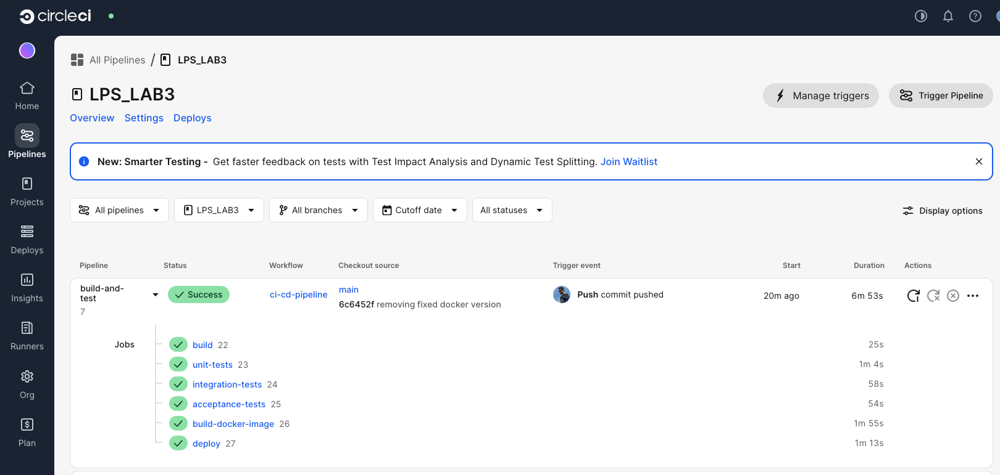 circleci
All Pipelines / LPS_LAB3
LPS_LAB3
Manage triggers
Trigger Pipeline
Overview Settings Deploys
Home
Pipelines
Projects
Deploys
Insights
Runners
Org
Plan
New: Smarter Testing - Get faster feedback on tests with Test Impact Analysis and Dynamic Test Splitting. Join Waitlist
All pipelines LPS_LAB3 All branches Cutoff date All statuses Display options
Pipeline Status Workflow Checkout source Trigger event Start Duration Actions
build-and-
test
7
Success
ci-cd-pipeline
main
6c6452f removing fixed docker version
Push commit pushed
20m ago
6m 53s
Jobs
build 22 25s
unit-tests 23 1m 4s
integration-tests 24 58s
acceptance-tests 25 54s
build-docker-image 26 1m 55s
deploy 27 1m 13s